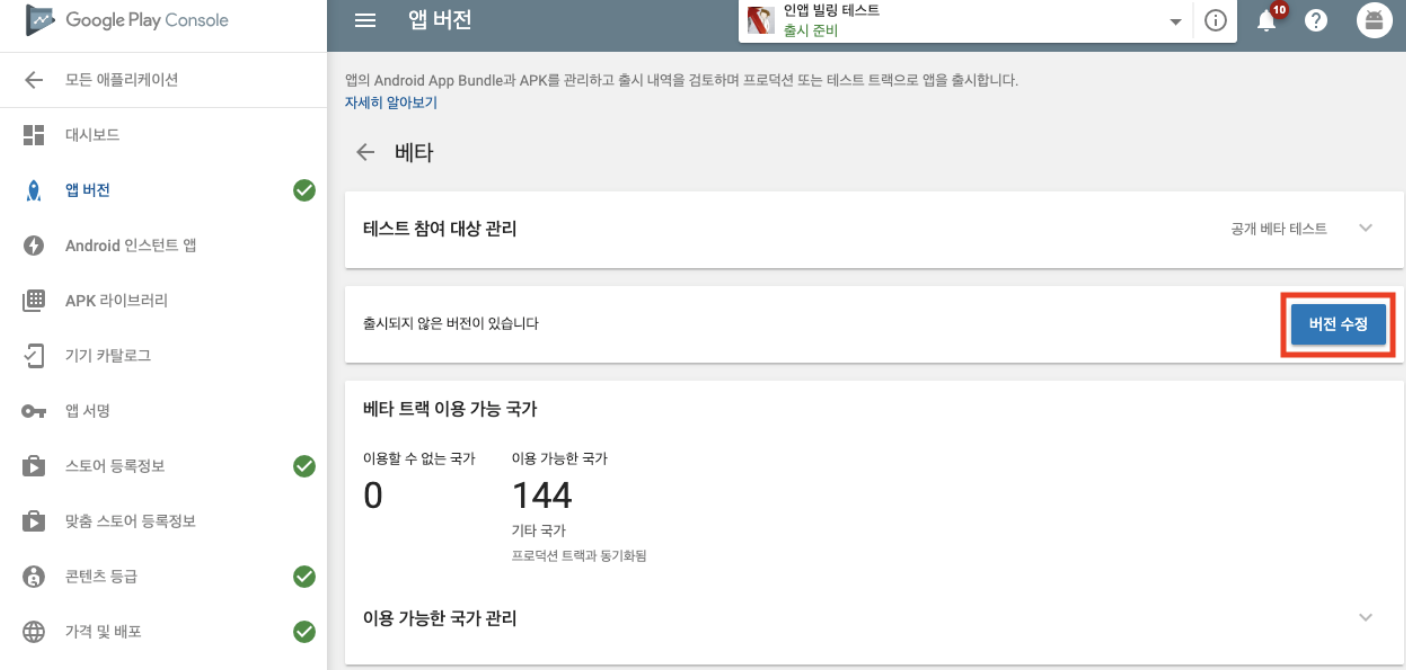 Google Play Console
앱 버전
인앱 빌링 테스트
출시 준비
10
모든 애플리케이션
대시보드
앱 버전
Android 인스턴트 앱
APK 라이브러리
기기 카탈로그
앱 서명
스토어 등록정보
맞춤 스토어 등록정보
콘텐츠 등급
가격 및 배포
앱의 Android App Bundle과 APK를 관리하고 출시 내역을 검토하며 프로덕션 또는 테스트 트랙으로 앱을 출시합니다.
자세히 알아보기
베타
테스트 참여 대상 관리
공개 베타 테스트
출시되지 않은 버전이 있습니다
버전 수정
베타 트랙 이용 가능 국가
이용할 수 없는 국가
0
이용 가능한 국가
144
기타 국가
프로덕션 트랙과 동기화됨
이용 가능한 국가 관리